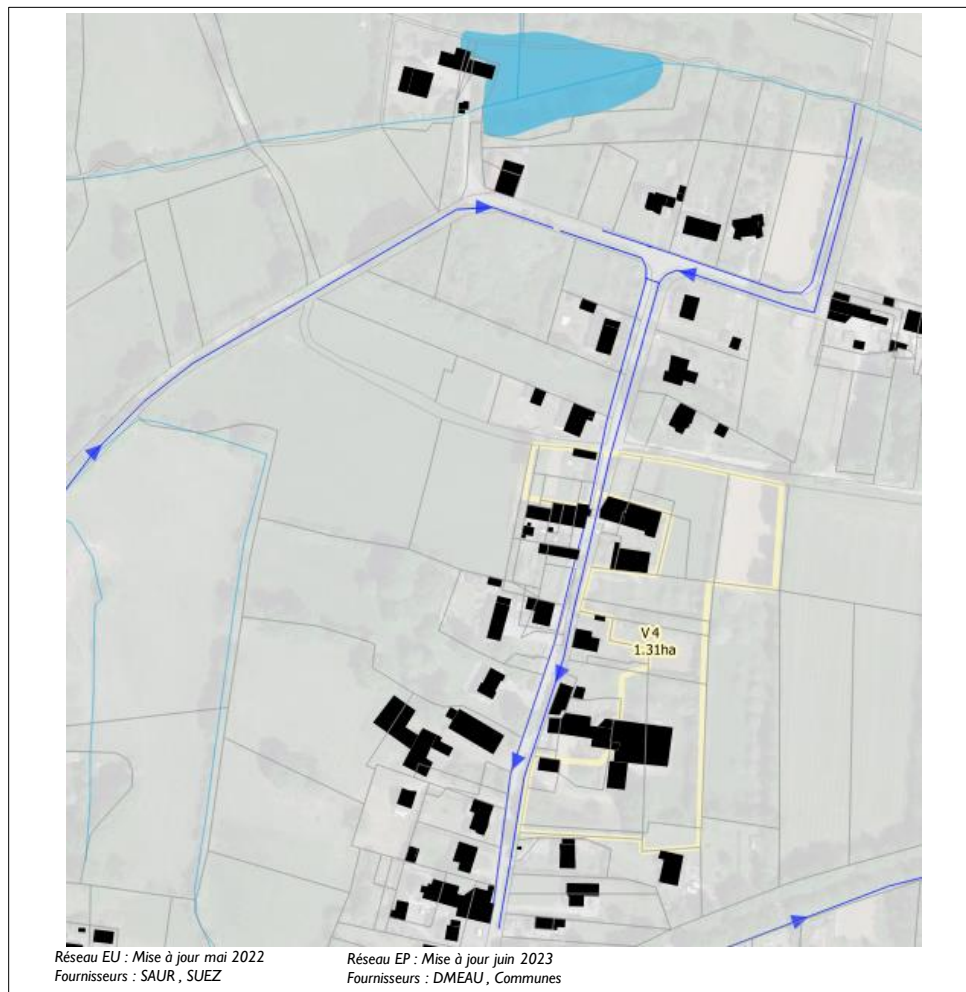 V 4
1.31ha
Réseau EU : Mise à jour mai 2022
Fournisseurs : SAUR , SUEZ
Réseau EP : Mise à jour juin 2023
Fournisseurs : DMEAU , Communes